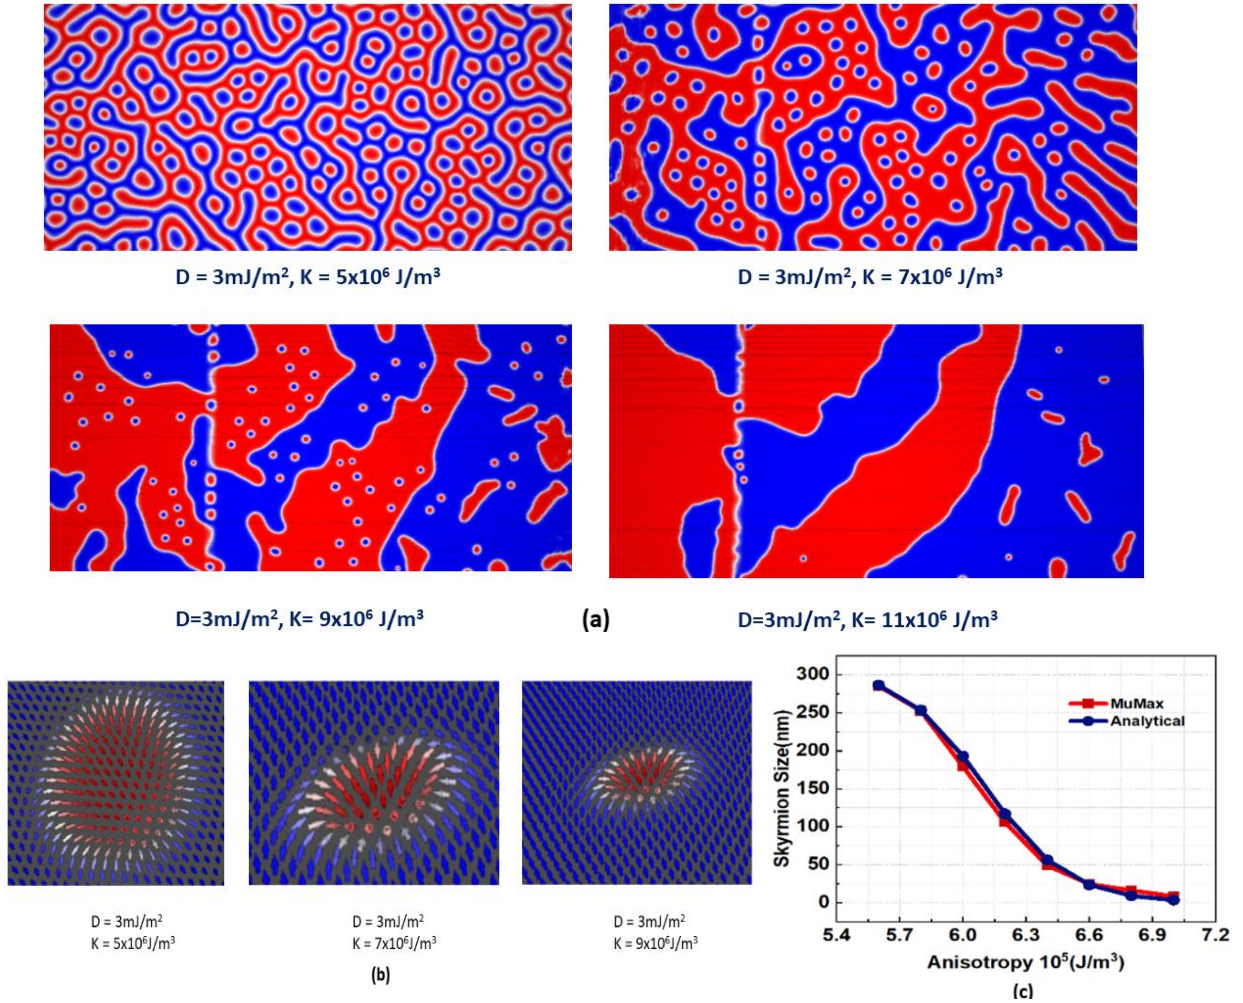 D = 3mJ/m², K = 5x10⁶ J/m³
D = 3mJ/m², K = 7x10⁶ J/m³
D=3mJ/m², K= 9x10⁶ J/m³
(a)
D=3mJ/m², K= 11x10⁶ J/m³
D = 3mJ/m²
K = 5x10⁶J/m³
D = 3mJ/m²
K = 7x10⁶J/m³
D = 3mJ/m²
K = 9x10⁶J/m³
(b)
Skyrmion Size(nm)
300
250
200
150
100
50
0
MuMax
Analytical
5.4 5.7 6.0 6.3 6.6 6.9 7.2
Anisotropy 10⁵(J/m³)
(c)